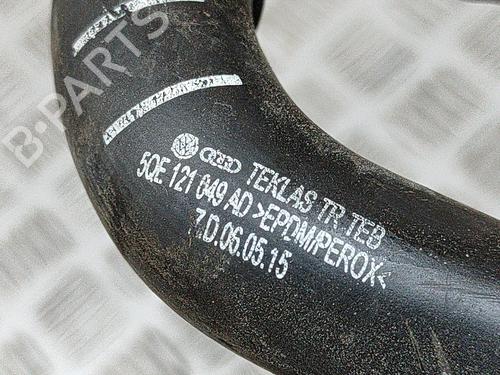 B-PARTS
TEKLAS TR TEB
5QE 121 049 AD >EPDM/PEROX<
7.D.06.05.15